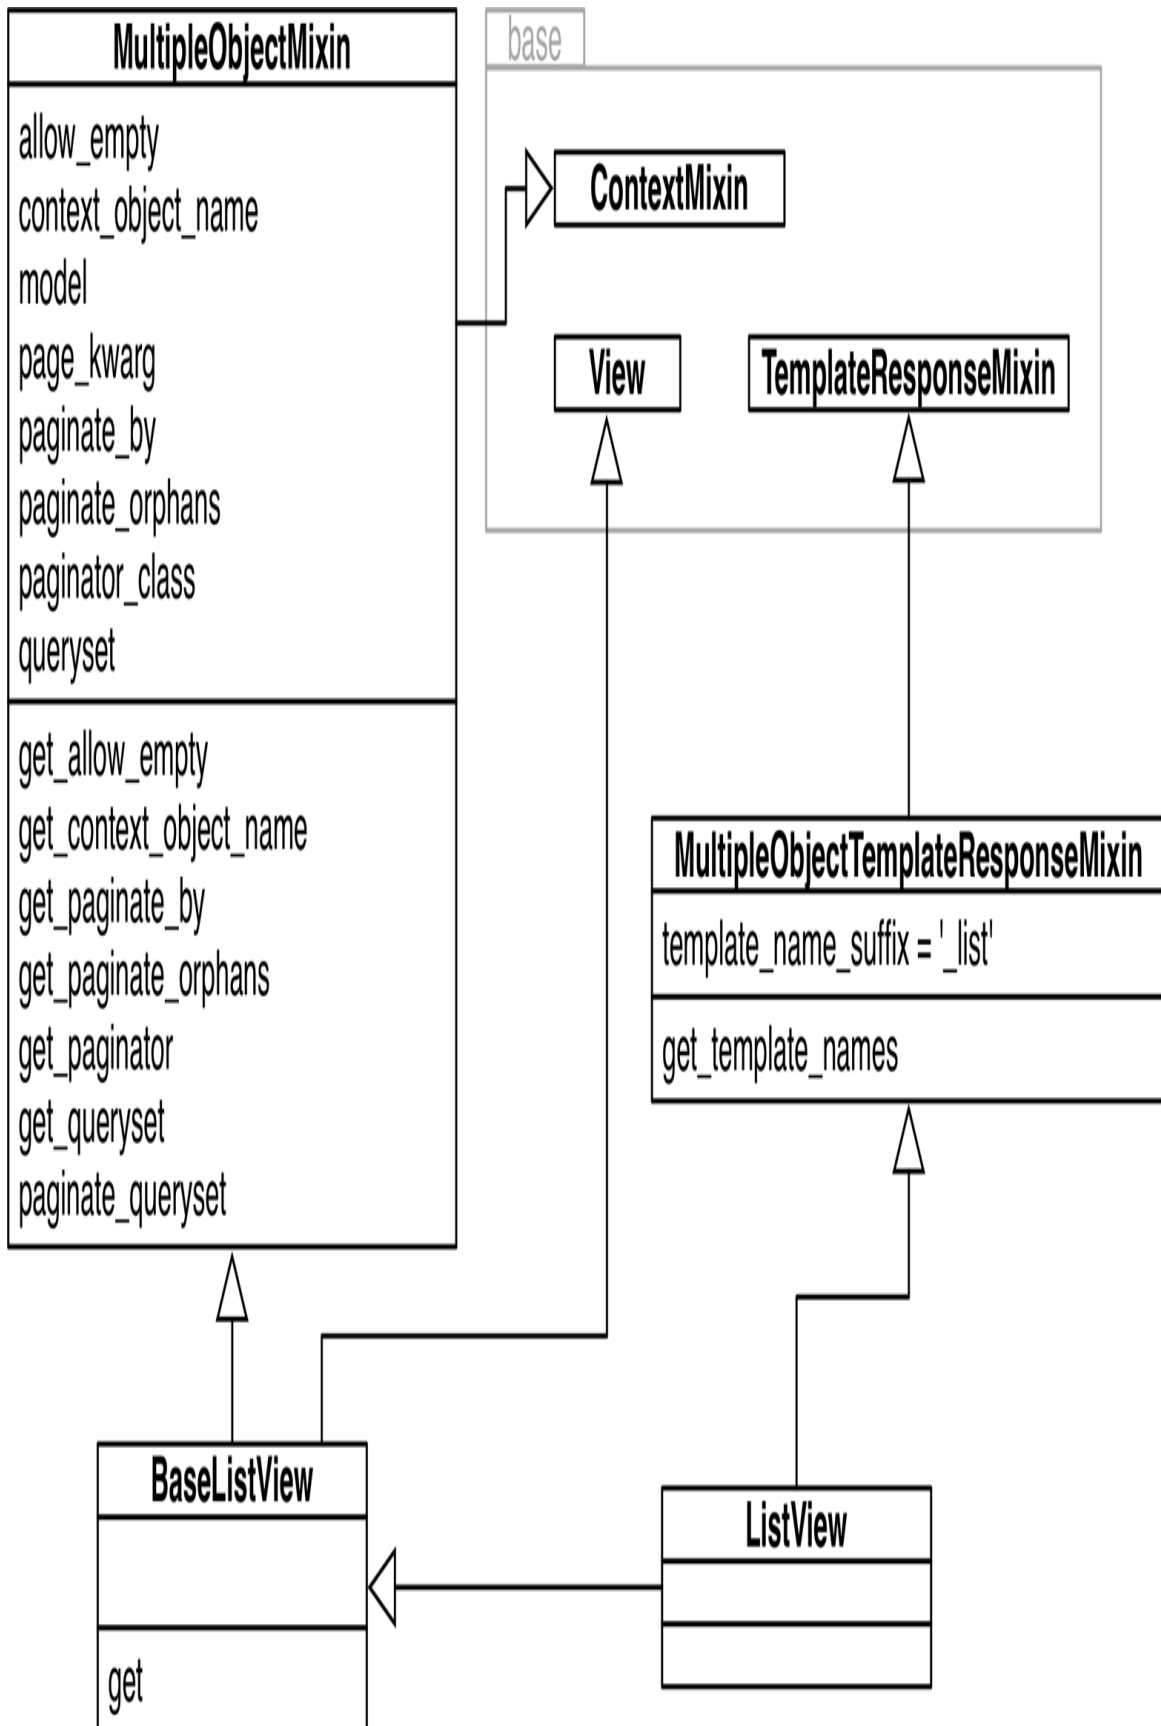 MultipleObjectMixin
allow_empty
context_object_name
model
page_kwarg
paginate_by
paginate_orphans
paginator_class
queryset
get_allow_empty
get_context_object_name
get_paginate_by
get_paginate_orphans
get_paginator
get_queryset
paginate_queryset
base
ContextMixin
View
TemplateResponseMixin
MultipleObjectTemplateResponseMixin
template_name_suffix = '_list'
get_template_names
BaseListView
get
ListView